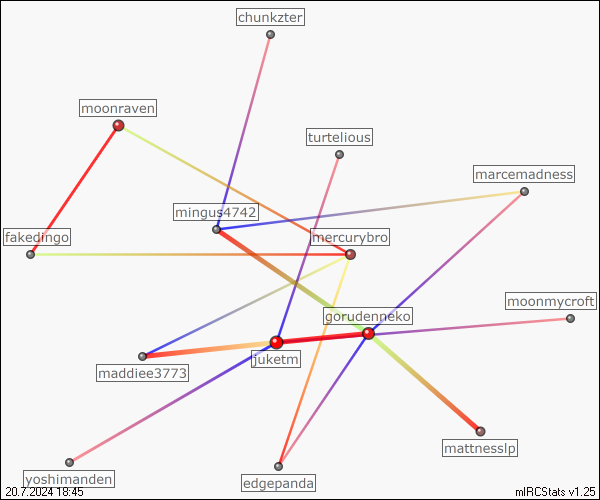 chunkzter
moonraven
turtelious
marcemadness
mingus4742
fakedingo
mercurybro
moonmycroft
gorudenneko
juketm
maddiee3773
mattnesslp
yoshimanden
edgepanda
20.7.2024 18:45
mIRCStats v1.25